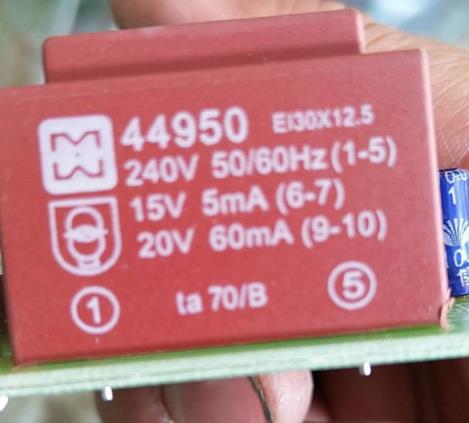 44950 EI30X12.5
240V 50/60Hz (1-5)
15V 5mA (6-7)
20V 60mA (9-10)
1 ta 70/B 5